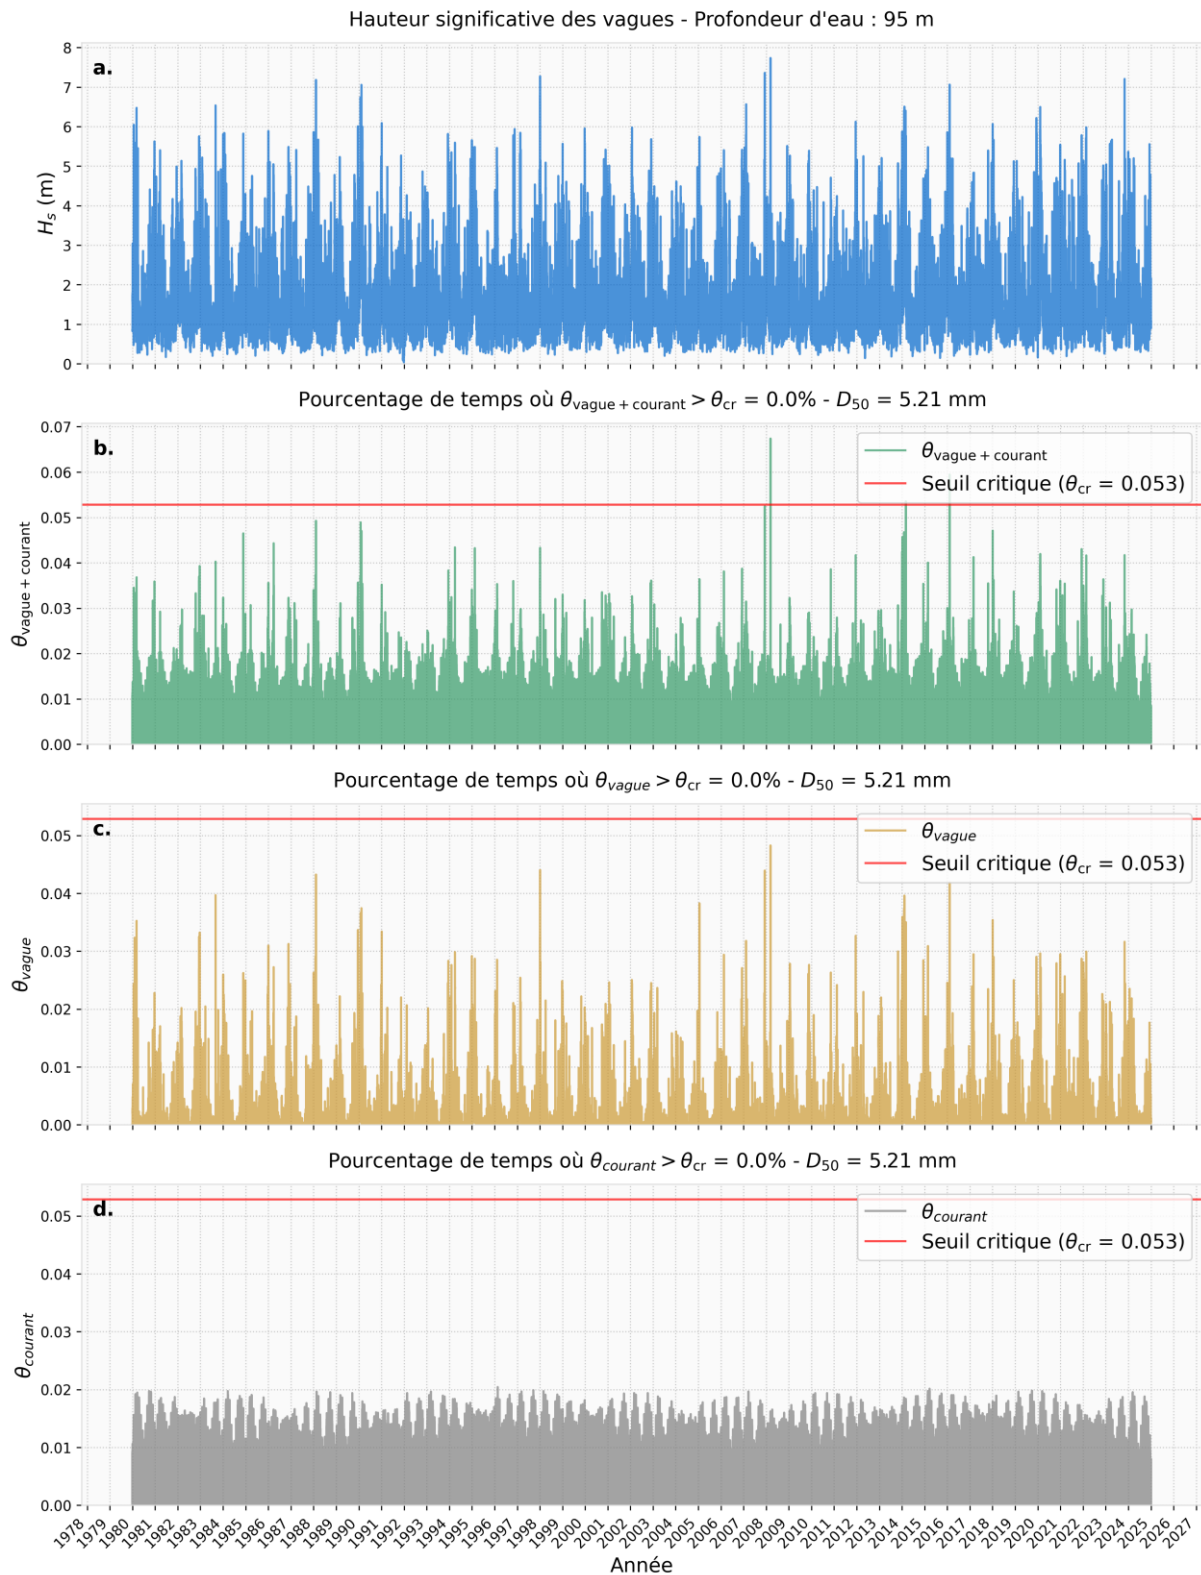 Hauteur significative des vagues - Profondeur d'eau : 95 m
a.
8
7
6
5
4
3
2
1
0
H_s (m)
Pourcentage de temps où θ_vague + courant > θ_cr = 0.0% - D_50 = 5.21 mm
b.
0.07
0.06
0.05
0.04
0.03
0.02
0.01
0.00
θ_vague + courant
θ_vague + courant
Seuil critique (θ_cr = 0.053)
Pourcentage de temps où θ_vague > θ_cr = 0.0% - D_50 = 5.21 mm
c.
0.05
0.04
0.03
0.02
0.01
0.00
θ_vague
θ_vague
Seuil critique (θ_cr = 0.053)
Pourcentage de temps où θ_courant > θ_cr = 0.0% - D_50 = 5.21 mm
d.
0.05
0.04
0.03
0.02
0.01
0.00
θ_courant
θ_courant
Seuil critique (θ_cr = 0.053)
1978 1979 1980 1981 1982 1983 1984 1985 1986 1987 1988 1989 1990 1991 1992 1993 1994 1995 1996 1997 1998 1999 2000 2001 2002 2003 2004 2005 2006 2007 2008 2009 2010 2011 2012 2013 2014 2015 2016 2017 2018 2019 2020 2021 2022 2023 2024 2025 2026 2027
Année